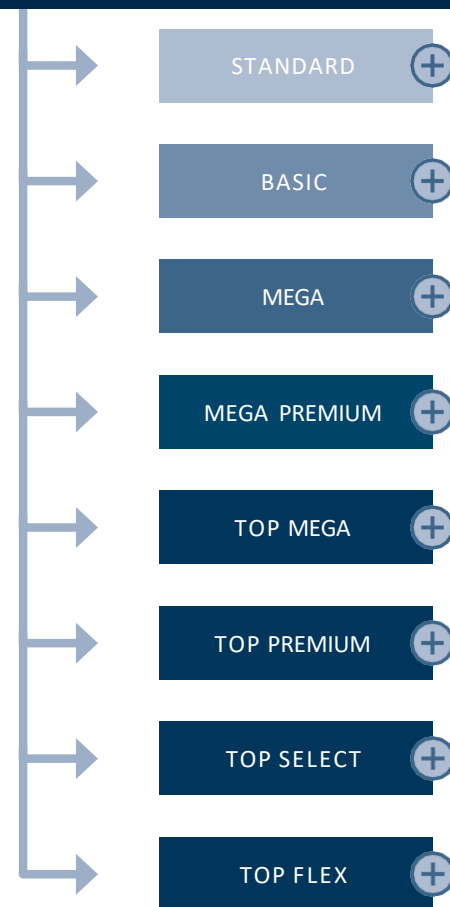 STANDARD
BASIC
MEGA
MEGA PREMIUM
TOP MEGA
TOP PREMIUM
TOP SELECT
TOP FLEX